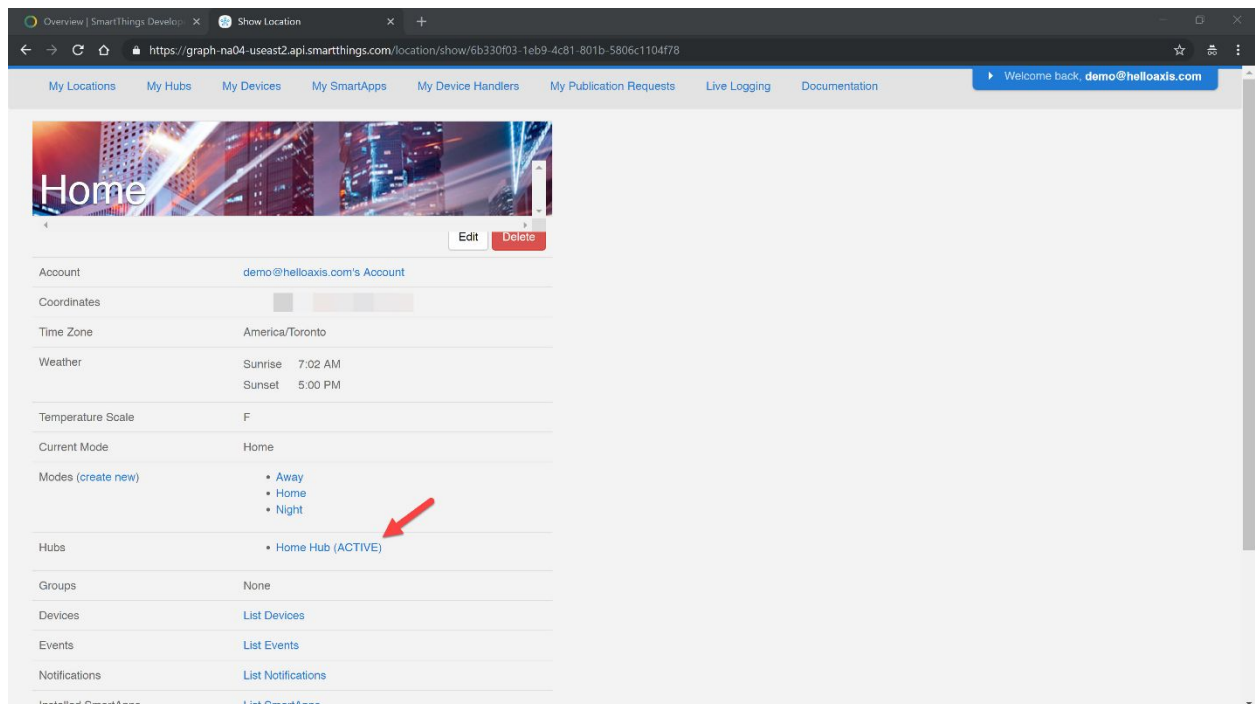 Overview | SmartThings Develop
Show Location
https://graph-na04-useast2.api.smartthings.com/location/show/6b330f03-1eb9-4c81-801b-5806c1104f78
My Locations My Hubs My Devices My SmartApps My Device Handlers My Publication Requests Live Logging Documentation
Welcome back, demo@helloaxis.com
Home
Edit Delete
Account demo@helloaxis.com's Account
Coordinates
Time Zone America/Toronto
Weather Sunrise 7:02 AM
Sunset 5:00 PM
Temperature Scale F
Current Mode Home
Modes (create new) • Away
• Home
• Night
Hubs • Home Hub (ACTIVE)
Groups None
Devices List Devices
Events List Events
Notifications List Notifications
Installed SmartApps List SmartApps